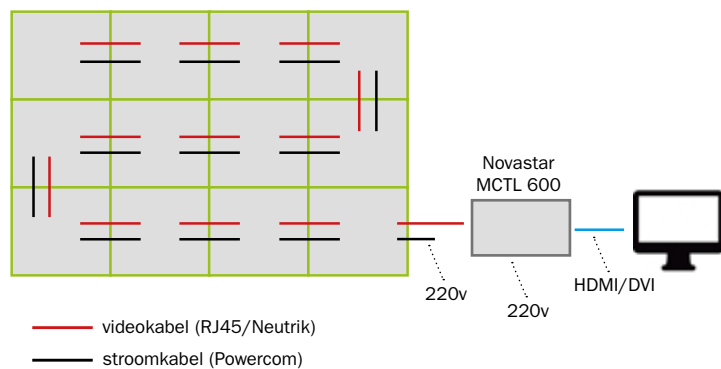 Novastar
MCTL 600
220v
220v
HDMI/DVI
videokabel (RJ45/Neutrik)
stroomkabel (Powercom)